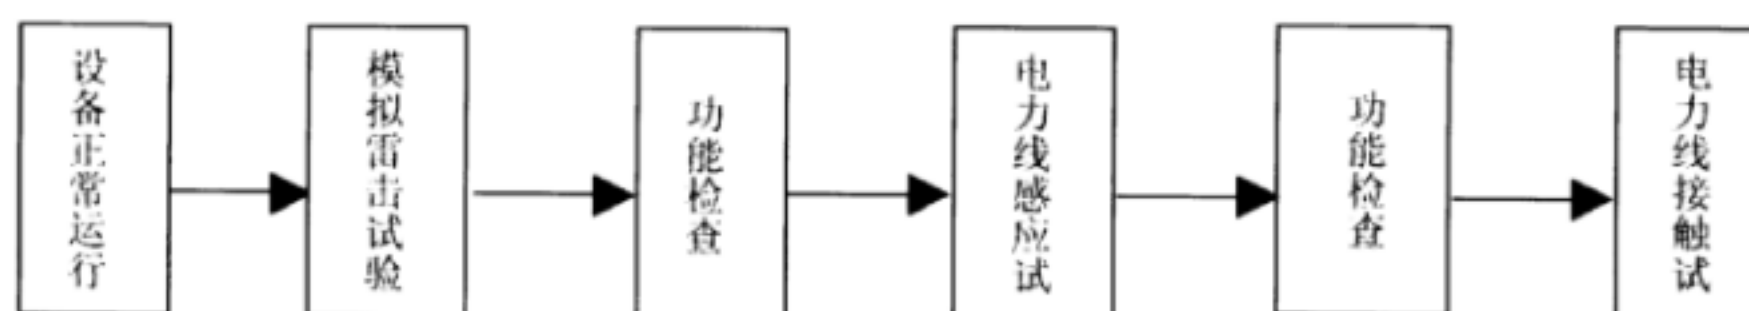 设备正常运行
模拟雷击试验
功能检查
电力线感应试
功能检查
电力线接触试